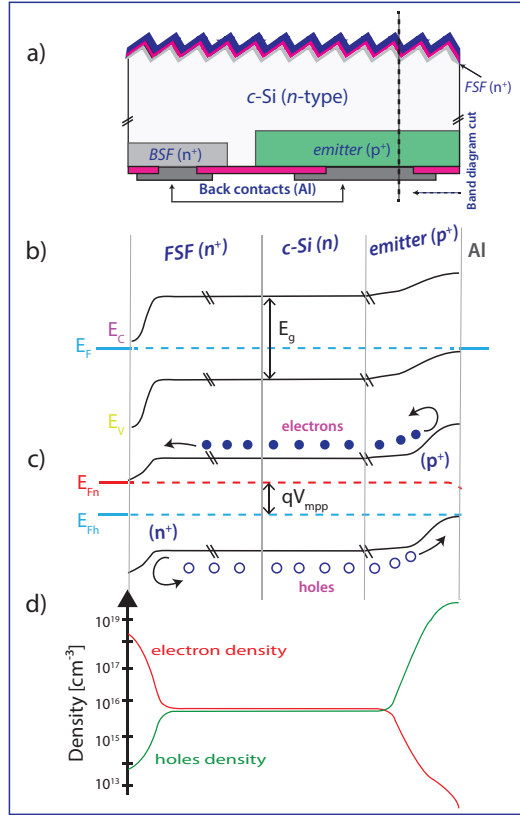 a)
c-Si (n-type)
FSF (n+)
BSF (n+)
emitter (p+)
Back contacts (Al)
Band diagram cut
b)
FSF (n+)
c-Si (n)
emitter (p+)
Al
EC
EF
Eg
EV
electrons
c)
(p+)
EFn
qVmpp
EFh
(n+)
holes
d)
Density [cm-3]
10^19
electron density
10^17
10^16
10^15
holes density
10^13